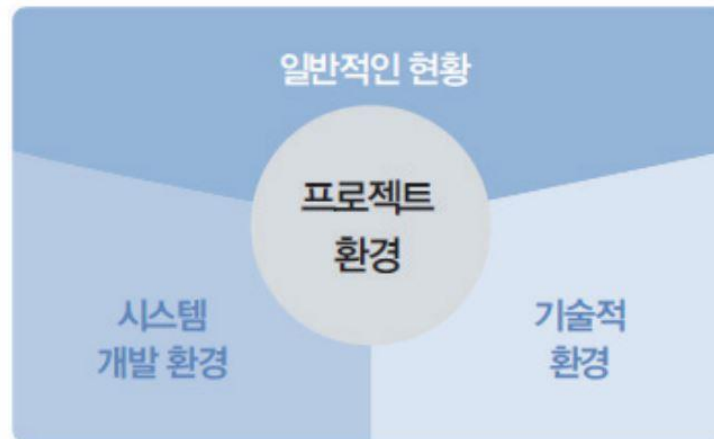 일반적인 현황
프로젝트
환경
시스템
개발 환경
기술적
환경